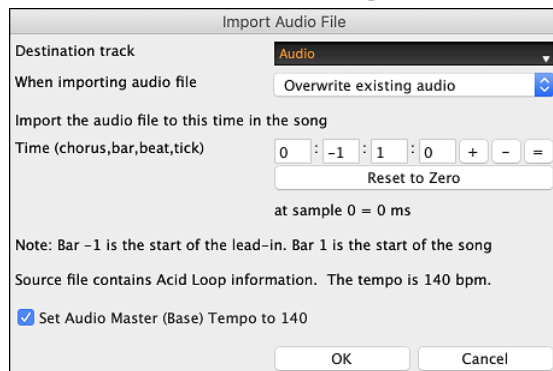 Import Audio File
Destination track Audio
When importing audio file Overwrite existing audio
Import the audio file to this time in the song
Time (chorus,bar,beat,tick) 0 : -1 : 1 : 0 + - =
Reset to Zero
at sample 0 = 0 ms
Note: Bar -1 is the start of the lead-in. Bar 1 is the start of the song
Source file contains Acid Loop information. The tempo is 140 bpm.
Set Audio Master (Base) Tempo to 140
OK Cancel